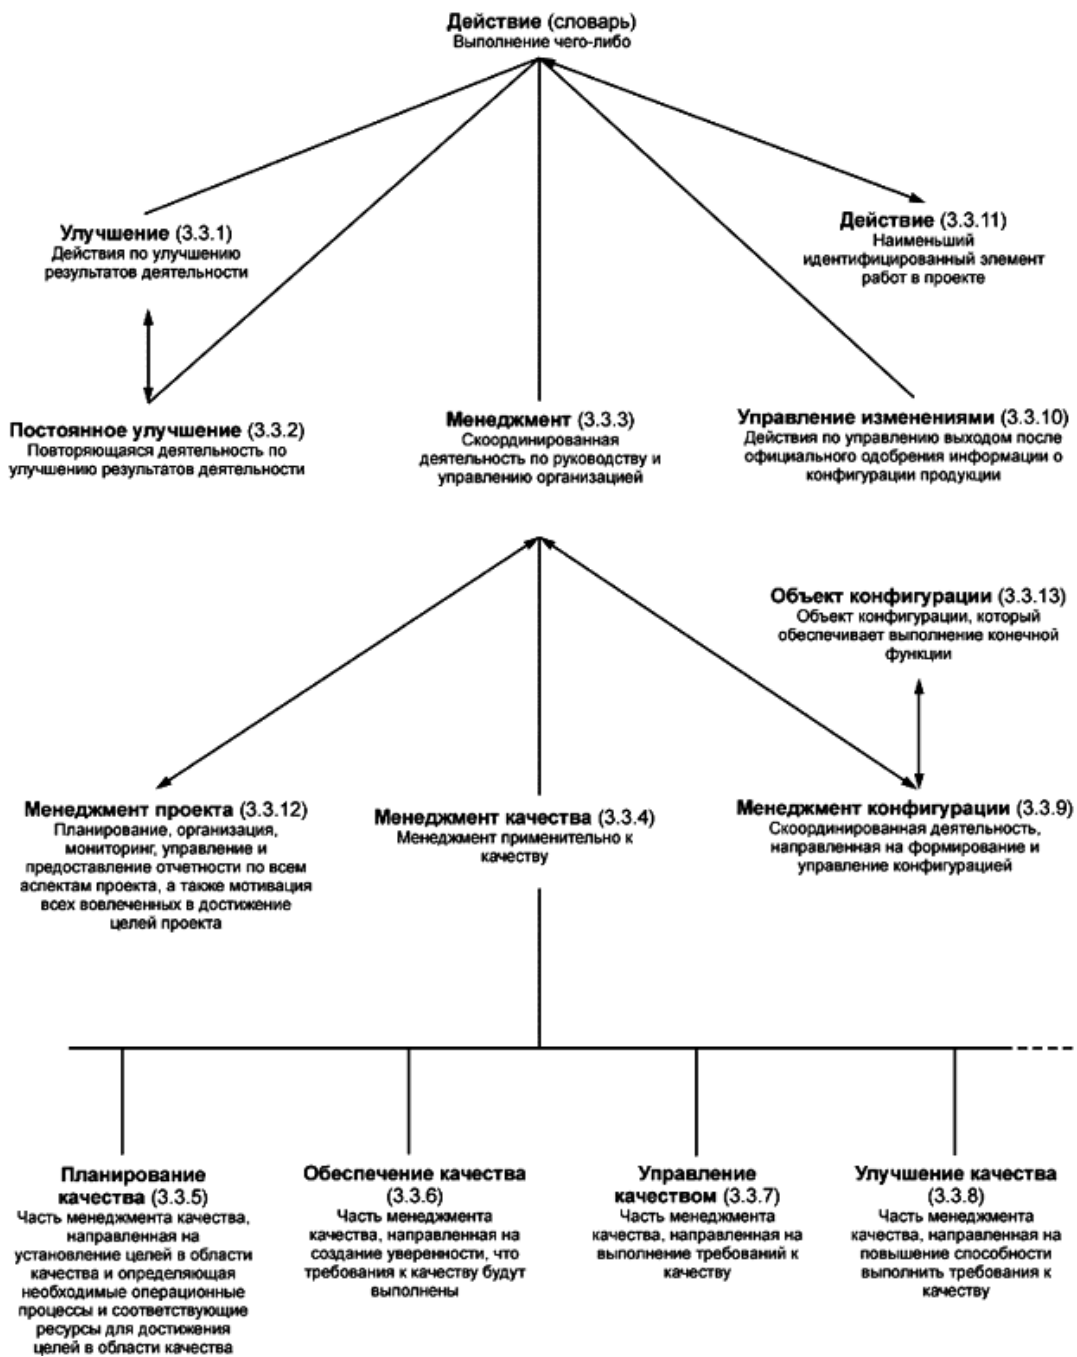 Действие (словарь)
Выполнение чего-либо
Улучшение (3.3.1)
Действия по улучшению
результатов деятельности
Действие (3.3.11)
Наименьший
идентифицированный элемент
работ в проекте
Постоянное улучшение (3.3.2)
Повторяющаяся деятельность по
улучшению результатов деятельности
Менеджмент (3.3.3)
Скоординированная
деятельность по руководству и
управлению организацией
Управление изменениями (3.3.10)
Действия по управлению выходом после
официального одобрения информации о
конфигурации продукции
Объект конфигурации (3.3.13)
Объект конфигурации, который
обеспечивает выполнение конечной
функции
Менеджмент проекта (3.3.12)
Планирование, организация,
мониторинг, управление и
предоставление отчетности по всем
аспектам проекта, а также мотивация
всех вовлеченных в достижение
целей проекта
Менеджмент качества (3.3.4)
Менеджмент применительно к
качеству
Менеджмент конфигурации (3.3.9)
Скоординированная деятельность,
направленная на формирование и
управление конфигурацией
Планирование
качества (3.3.5)
Часть менеджмента качества,
направленная на
установление целей в области
качества и определяющая
необходимые операционные
процессы и соответствующие
ресурсы для достижения
целей в области качества
Обеспечение качества
(3.3.6)
Часть менеджмента
качества, направленная на
создание уверенности, что
требования к качеству будут
выполнены
Управление
качеством (3.3.7)
Часть менеджмента
качества, направленная на
выполнение требований к
качеству
Улучшение качества
(3.3.8)
Часть менеджмента
качества, направленная на
повышение способности
выполнить требования к
качеству